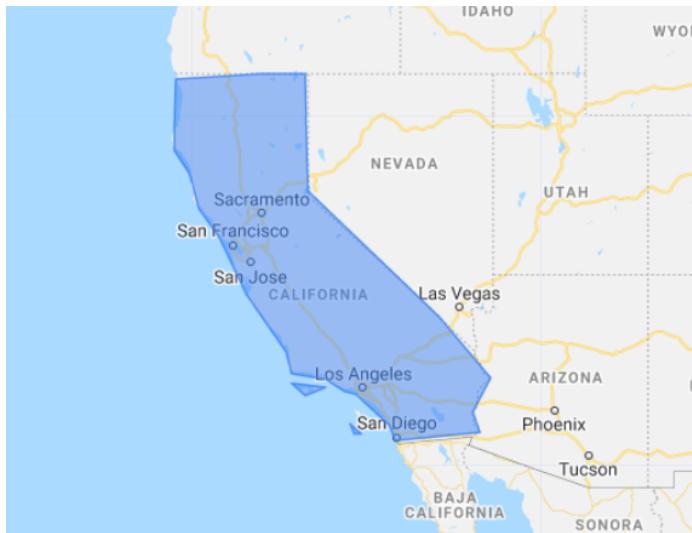 IDAHO
WYO
NEVADA
UTAH
Sacramento
San Francisco
San Jose
CALIFORNIA
Las Vegas
Los Angeles
ARIZONA
San Diego
Phoenix
Tucson
BAJA
CALIFORNIA
SONORA